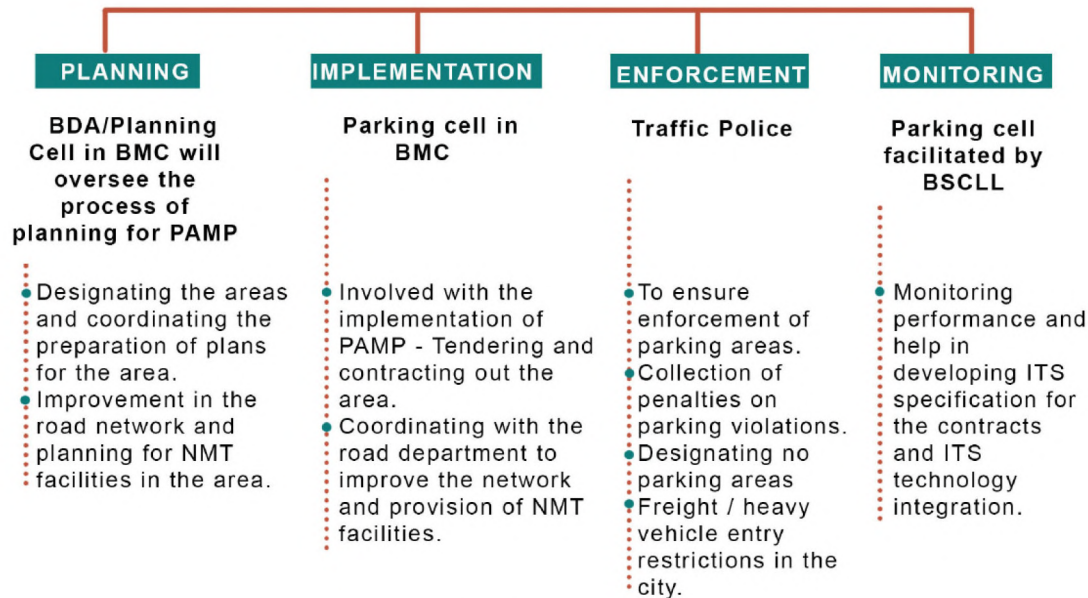 PLANNING
BDA/Planning
Cell in BMC will
oversee the
process of
planning for PAMP
Designating the areas
and coordinating the
preparation of plans
for the area.
Improvement in the
road network and
planning for NMT
facilities in the area.
IMPLEMENTATION
Parking cell in
BMC
Involved with the
implementation of
PAMP - Tendering and
contracting out the
area.
Coordinating with the
road department to
improve the network
and provision of NMT
facilities.
ENFORCEMENT
Traffic Police
To ensure
enforcement of
parking areas.
Collection of
penalties on
parking violations.
Designating no
parking areas
Freight / heavy
vehicle entry
restrictions in the
city.
MONITORING
Parking cell
facilitated by
BSCLL
Monitoring
performance and
help in
developing ITS
specification for
the contracts
and ITS
technology
integration.